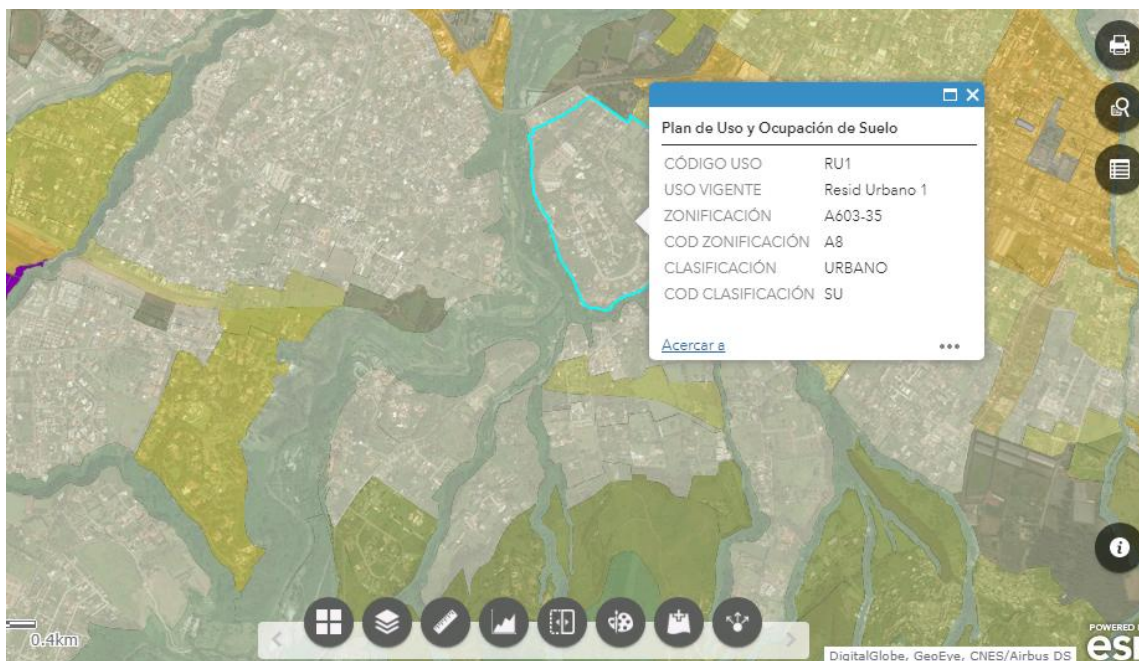 Plan de Uso y Ocupación de Suelo
CÓDIGO USO RU1
USO VIGENTE Resid Urbano 1
ZONIFICACIÓN A603-35
COD ZONIFICACIÓN A8
CLASIFICACIÓN URBANO
COD CLASIFICACIÓN SU
Acercar a
0.4km
POWERED
esri
DigitalGlobe, GeoEye, CNES/Airbus DS